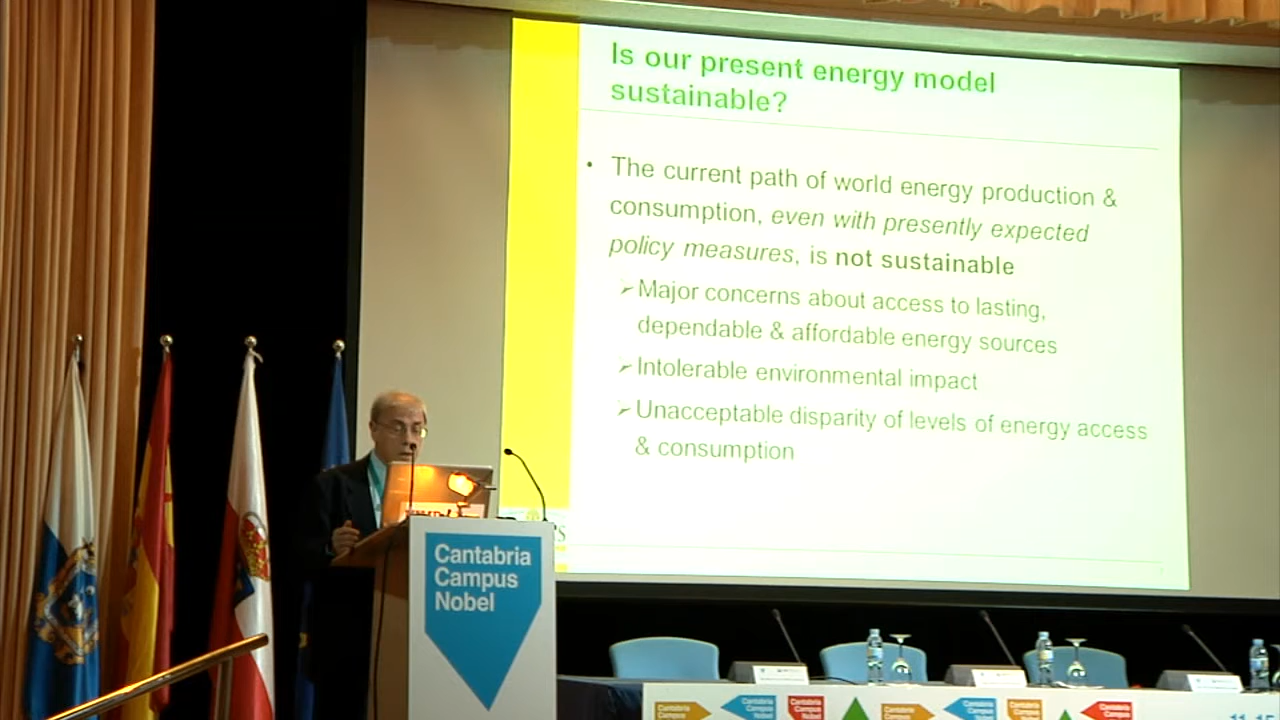 Is our present energy model
sustainable?
• The current path of world energy production &
consumption, even with presently expected
policy measures, is not sustainable
➢ Major concerns about access to lasting,
dependable & affordable energy sources
➢ Intolerable environmental impact
➢ Unacceptable disparity of levels of energy access
& consumption
Cantabria
Campus
Nobel